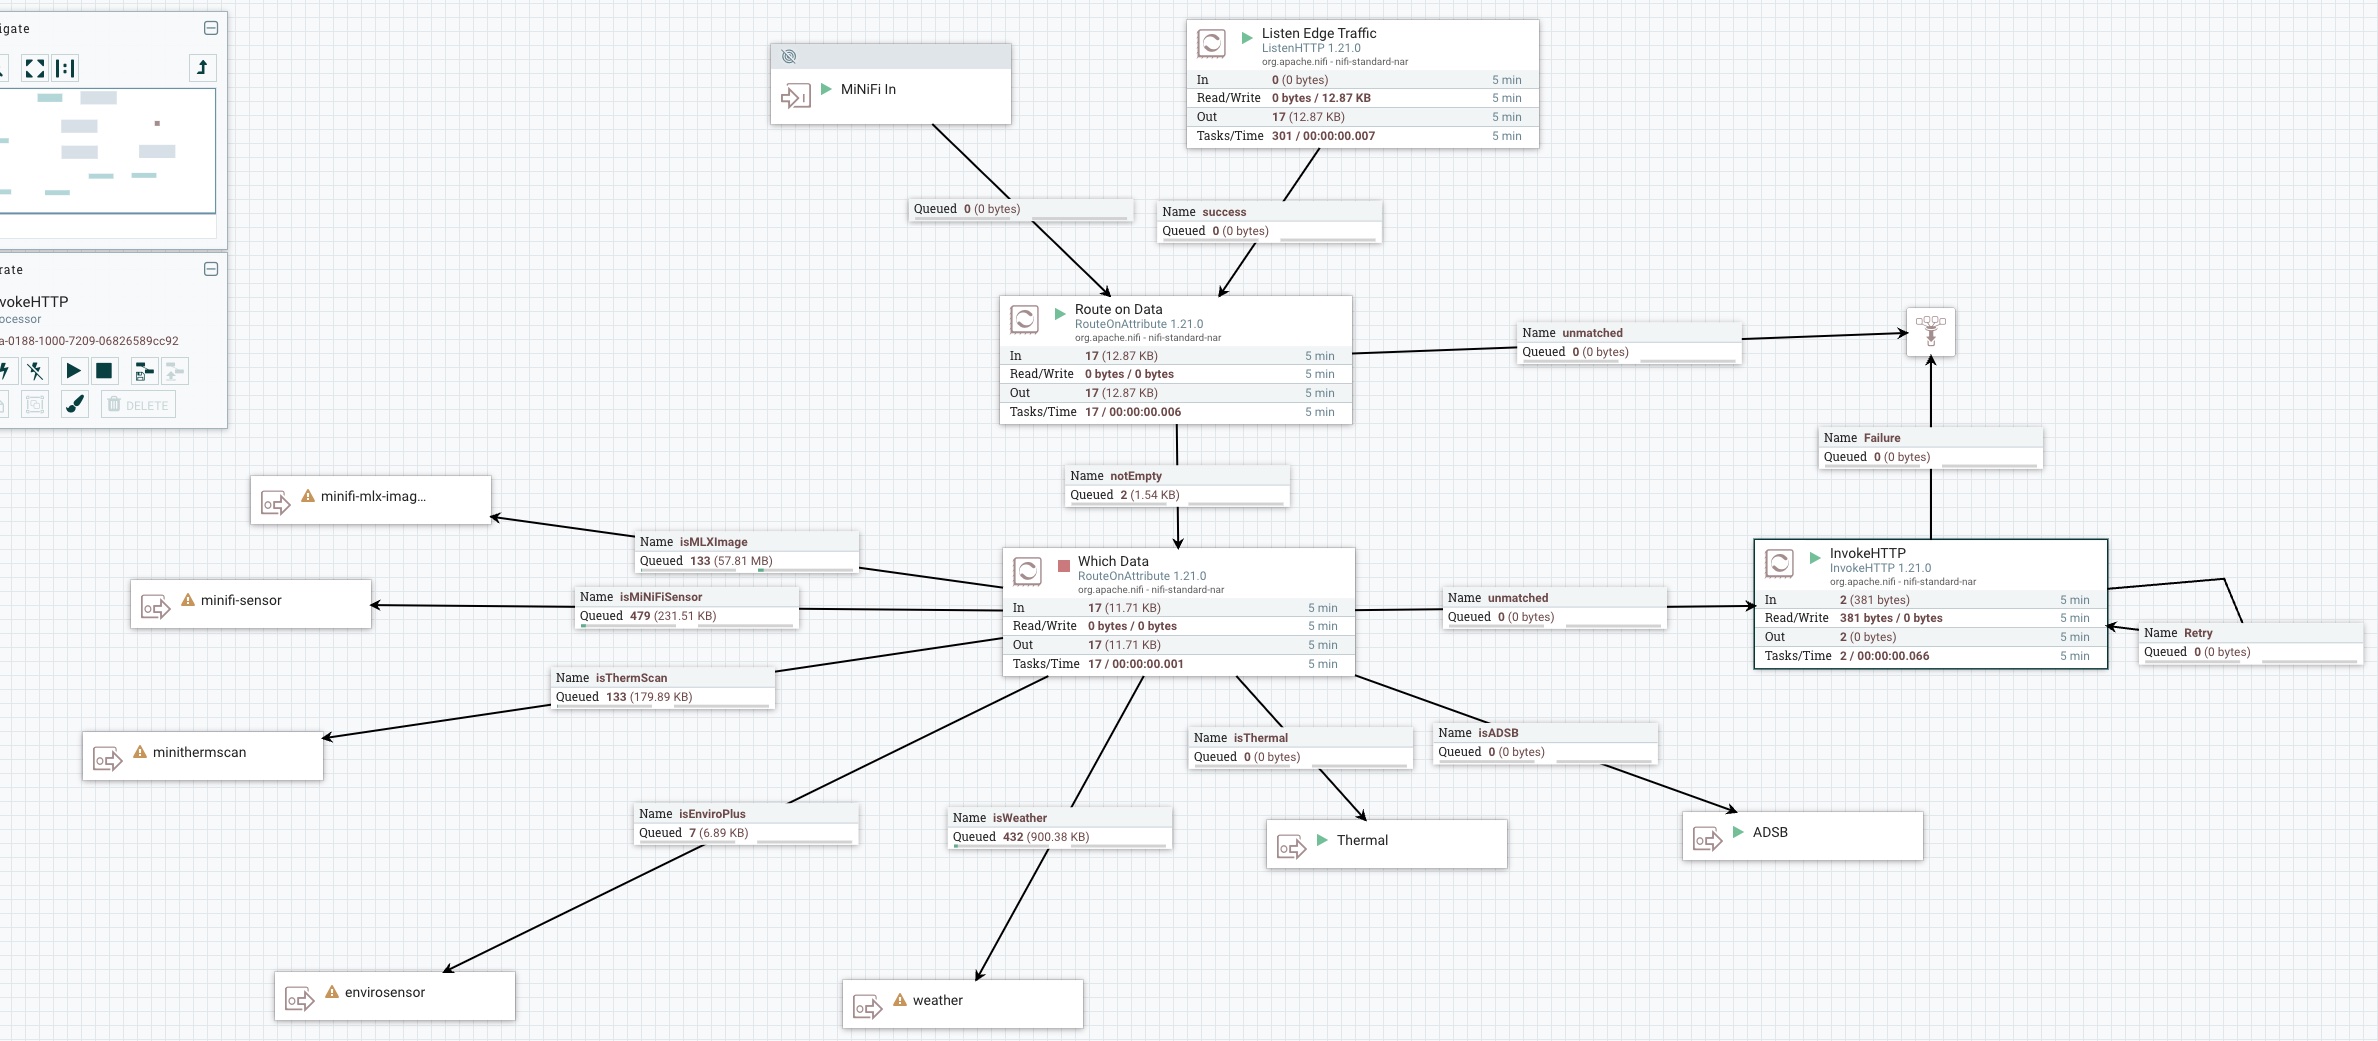 igate
rate
vokeHTTP
ocessor
a-0188-1000-7209-06826589cc92
DELETE
MiNiFi In
Listen Edge Traffic
ListenHTTP 1.21.0
org.apache.nifi - nifi-standard-nar
In 0 (0 bytes) 5 min
Read/Write 0 bytes / 12.87 KB 5 min
Out 17 (12.87 KB) 5 min
Tasks/Time 301 / 00:00:00.007 5 min
Queued 0 (0 bytes)
Name success
Queued 0 (0 bytes)
Route on Data
RouteOnAttribute 1.21.0
org.apache.nifi - nifi-standard-nar
In 17 (12.87 KB) 5 min
Read/Write 0 bytes / 0 bytes 5 min
Out 17 (12.87 KB) 5 min
Tasks/Time 17 / 00:00:00.006 5 min
Name unmatched
Queued 0 (0 bytes)
Name Failure
Queued 0 (0 bytes)
Name notEmpty
Queued 2 (1.54 KB)
minifi-mlx-imag...
Name isMLXImage
Queued 133 (57.81 MB)
Which Data
RouteOnAttribute 1.21.0
org.apache.nifi - nifi-standard-nar
In 17 (11.71 KB) 5 min
Read/Write 0 bytes / 0 bytes 5 min
Out 17 (11.71 KB) 5 min
Tasks/Time 17 / 00:00:00.001 5 min
InvokeHTTP
InvokeHTTP 1.21.0
org.apache.nifi - nifi-standard-nar
In 2 (381 bytes) 5 min
Read/Write 381 bytes / 0 bytes 5 min
Out 2 (0 bytes) 5 min
Tasks/Time 2 / 00:00:00.066 5 min
minifi-sensor
Name isMiNiFiSensor
Queued 479 (231.51 KB)
Name unmatched
Queued 0 (0 bytes)
Name Retry
Queued 0 (0 bytes)
Name isThermScan
Queued 133 (179.89 KB)
minithermscan
Name isThermal
Queued 0 (0 bytes)
Name isADSB
Queued 0 (0 bytes)
Name isEnviroPlus
Queued 7 (6.89 KB)
Name isWeather
Queued 432 (900.38 KB)
Thermal
ADSB
envirosensor
weather